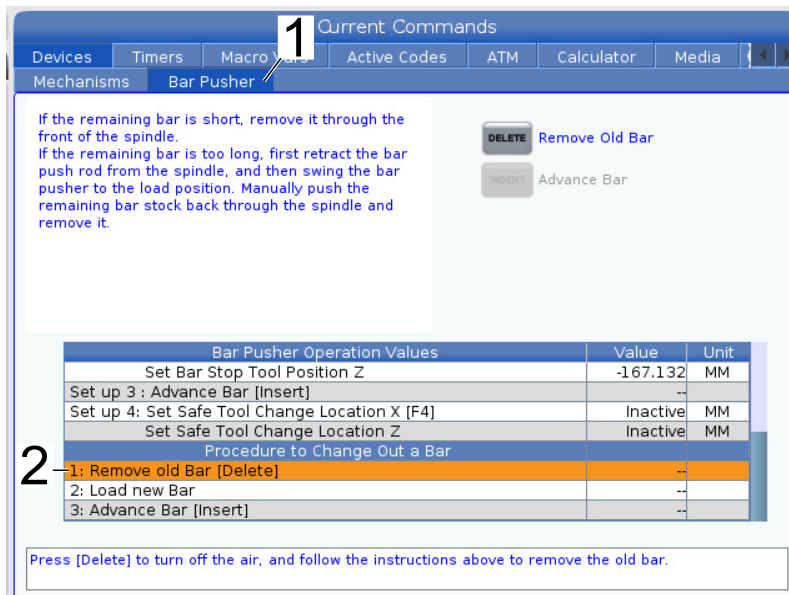 Current Commands
1
Devices Timers Macro Vars Active Codes ATM Calculator Media
Mechanisms Bar Pusher
If the remaining bar is short, remove it through the
front of the spindle.
If the remaining bar is too long, first retract the bar
push rod from the spindle, and then swing the bar
pusher to the load position. Manually push the
remaining bar stock back through the spindle and
remove it.
DELETE Remove Old Bar
INSERT Advance Bar
Bar Pusher Operation Values Value Unit
Set Bar Stop Tool Position Z -167.132 MM
Set up 3 : Advance Bar [Insert] --
Set up 4: Set Safe Tool Change Location X [F4] Inactive MM
Set Safe Tool Change Location Z Inactive MM
Procedure to Change Out a Bar
2
1: Remove old Bar [Delete] --
2: Load new Bar --
3: Advance Bar [Insert] --
Press [Delete] to turn off the air, and follow the instructions above to remove the old bar.